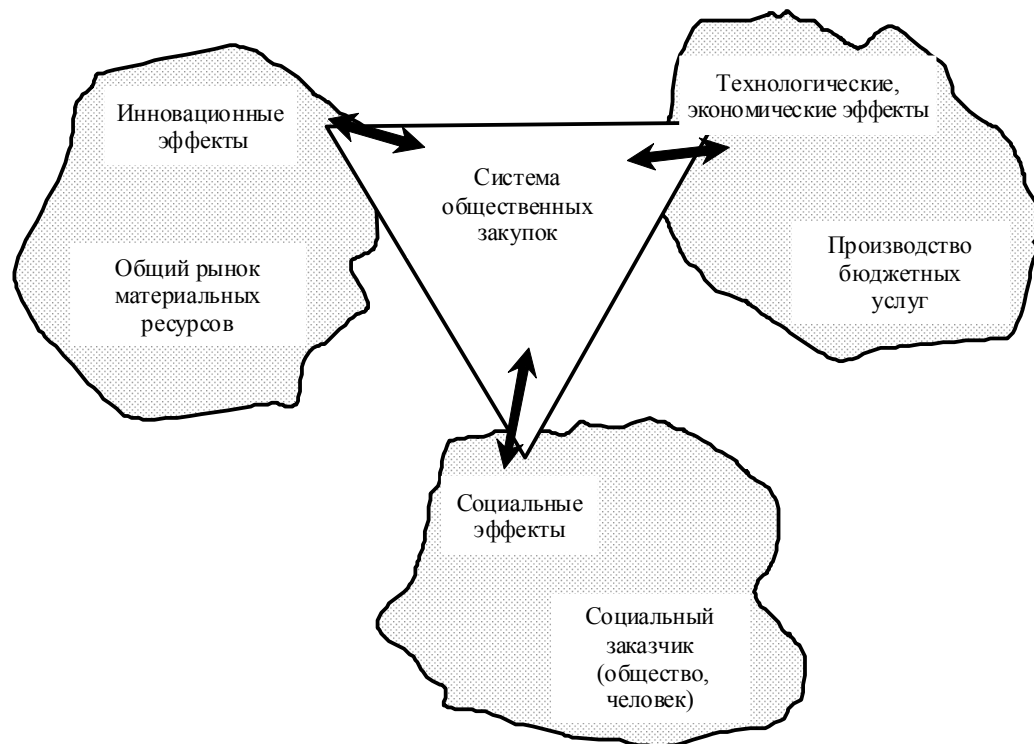 Инновационные
эффекты
Общий рынок
материальных
ресурсов
Система
общественных
закупок
Технологические,
экономические эффекты
Производство
бюджетных
услуг
Социальные
эффекты
Социальный
заказчик
(общество,
человек)